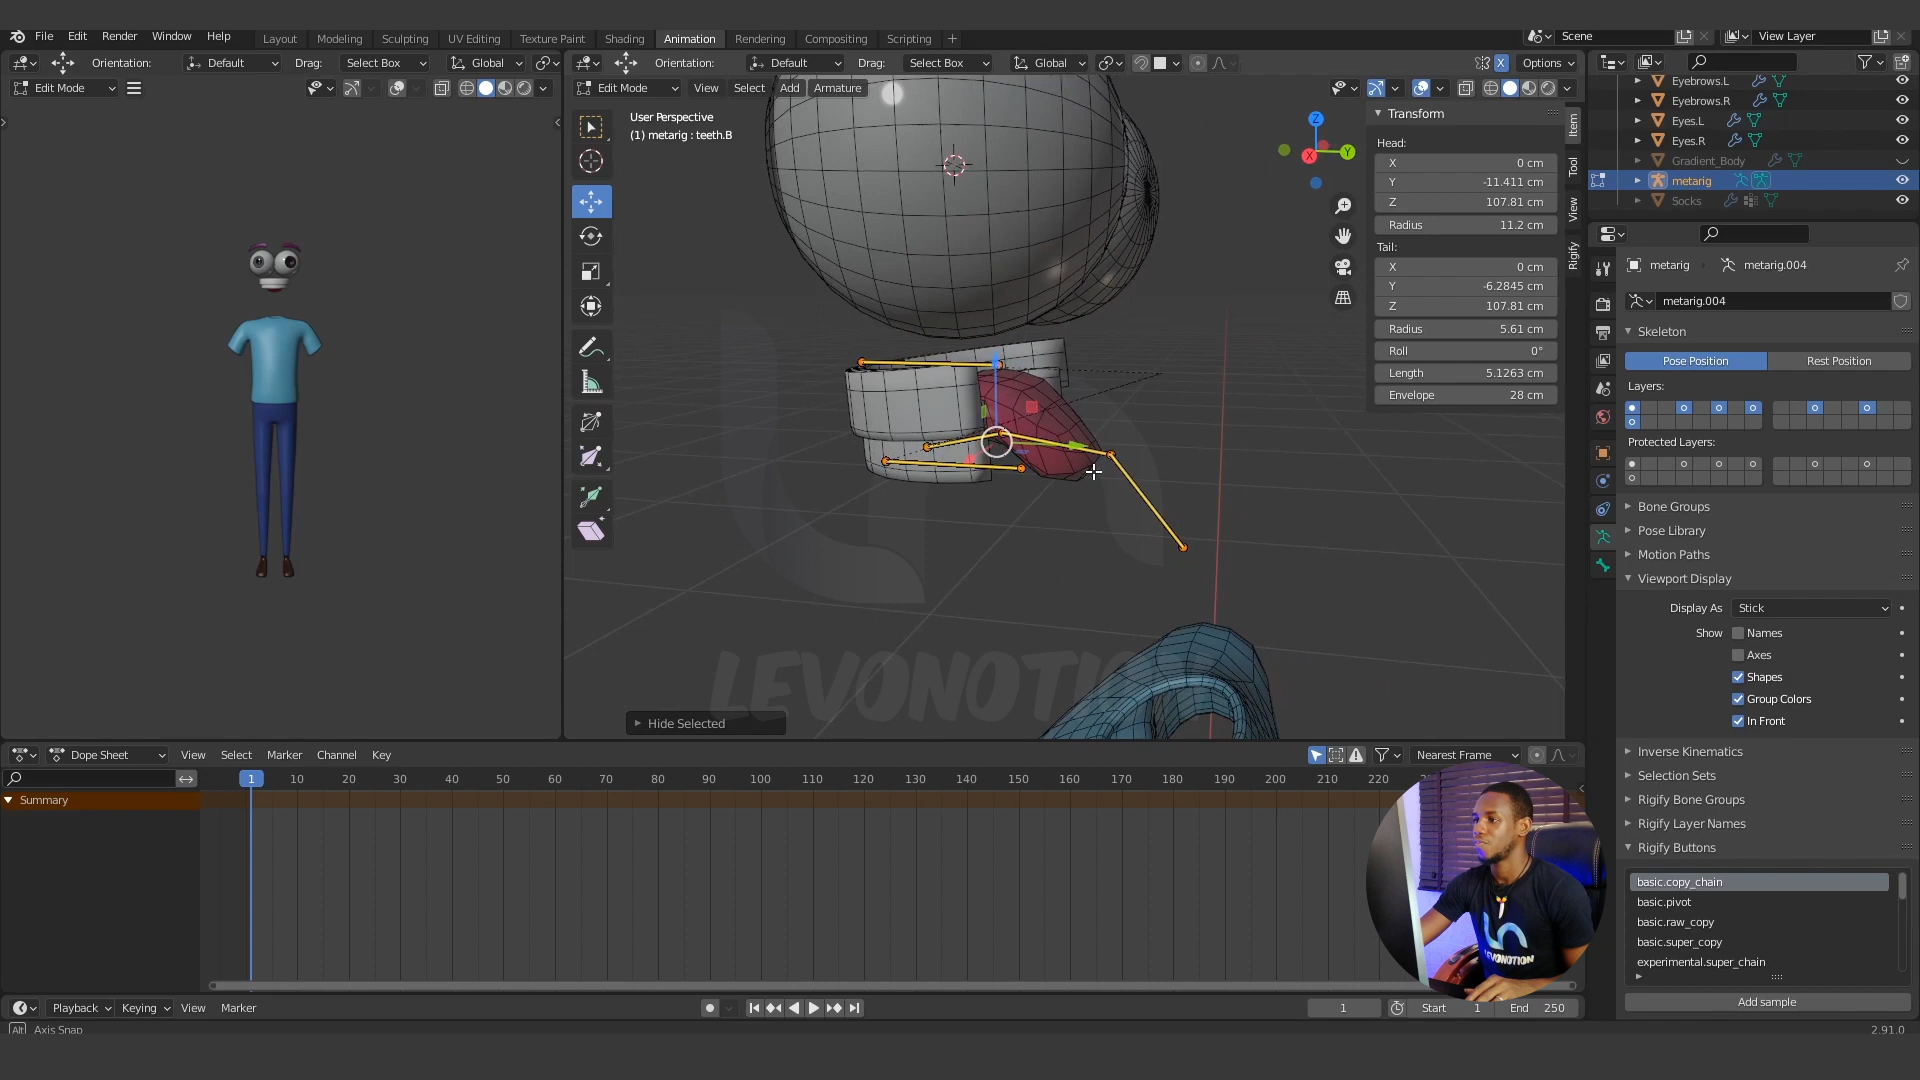 File Edit Render Window Help Layout Modeling Sculpting UV Editing Texture Paint Shading Animation Rendering Compositing Scripting + Scene View Layer
Orientation: Default Drag: Select Box Global
Orientation: Default Drag: Select Box Global X Options
Edit Mode
Edit Mode View Select Add Armature
User Perspective
(1) metarig : teeth.B
Z
Y
X
Item
Tool
View
Rigify
Transform
Head:
X 0 cm
Y -11.411 cm
Z 107.81 cm
Radius 11.2 cm
Tail:
X 0 cm
Y -6.2845 cm
Z 107.81 cm
Radius 5.61 cm
Roll 0°
Length 5.1263 cm
Envelope 28 cm
Eyebrows.L
Eyebrows.R
Eyes.L
Eyes.R
Gradient_Body
metarig
Socks
metarig metarig.004
metarig.004
Skeleton
Pose Position Rest Position
Layers:
Protected Layers:
Bone Groups
Pose Library
Motion Paths
Viewport Display
Display As Stick
Show Names
Axes
Shapes
Group Colors
In Front
Inverse Kinematics
Selection Sets
Rigify Bone Groups
Rigify Layer Names
Rigify Buttons
basic.copy_chain
basic.pivot
basic.raw_copy
basic.super_copy
experimental.super_chain
Add sample
LEVONOTI
Hide Selected
Dope Sheet View Select Marker Channel Key Nearest Frame
1 10 20 30 40 50 60 70 80 90 100 110 120 130 140 150 160 170 180 190 200 210 220
Summary
LEVONOTION
Playback Keying View Marker 1 Start 1 End 250
Alt Axis Snap
2.91.0